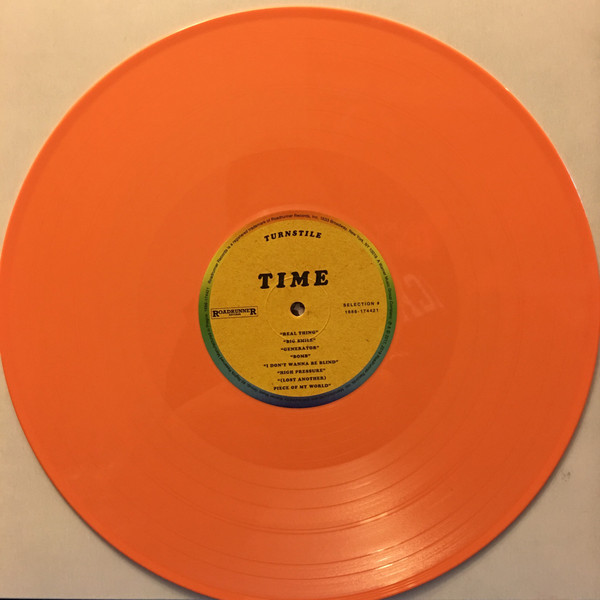 TURNSTILE
TIME
ROADRUNNER
RECORDS
SELECTION #
1686-174421
"REAL THING"
"BIG SMILE"
"GENERATOR"
"BOMB"
"I DON'T WANNA BE BLIND"
"HIGH PRESSURE"
"(LOST ANOTHER)
PIECE OF MY WORLD"